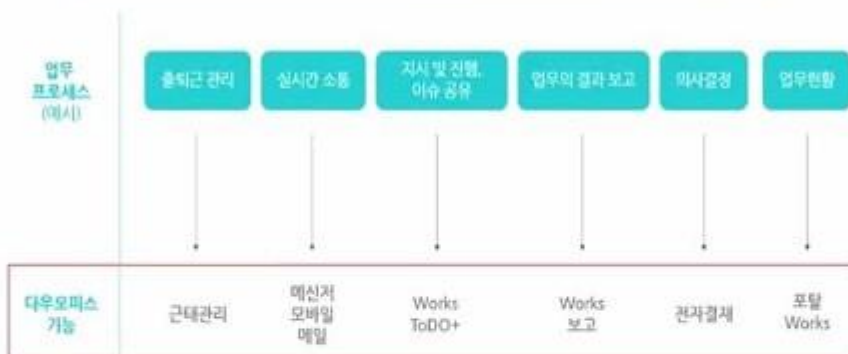 업무
프로세스
(예시)
출퇴근 관리
실시간 소통
지시 및 진행,
이슈 공유
업무의 결과 보고
의사결정
업무현황
다우오피스
기능
근태관리
메신저
모바일
메일
Works
ToDO+
Works
보고
전자결재
포탈
Works